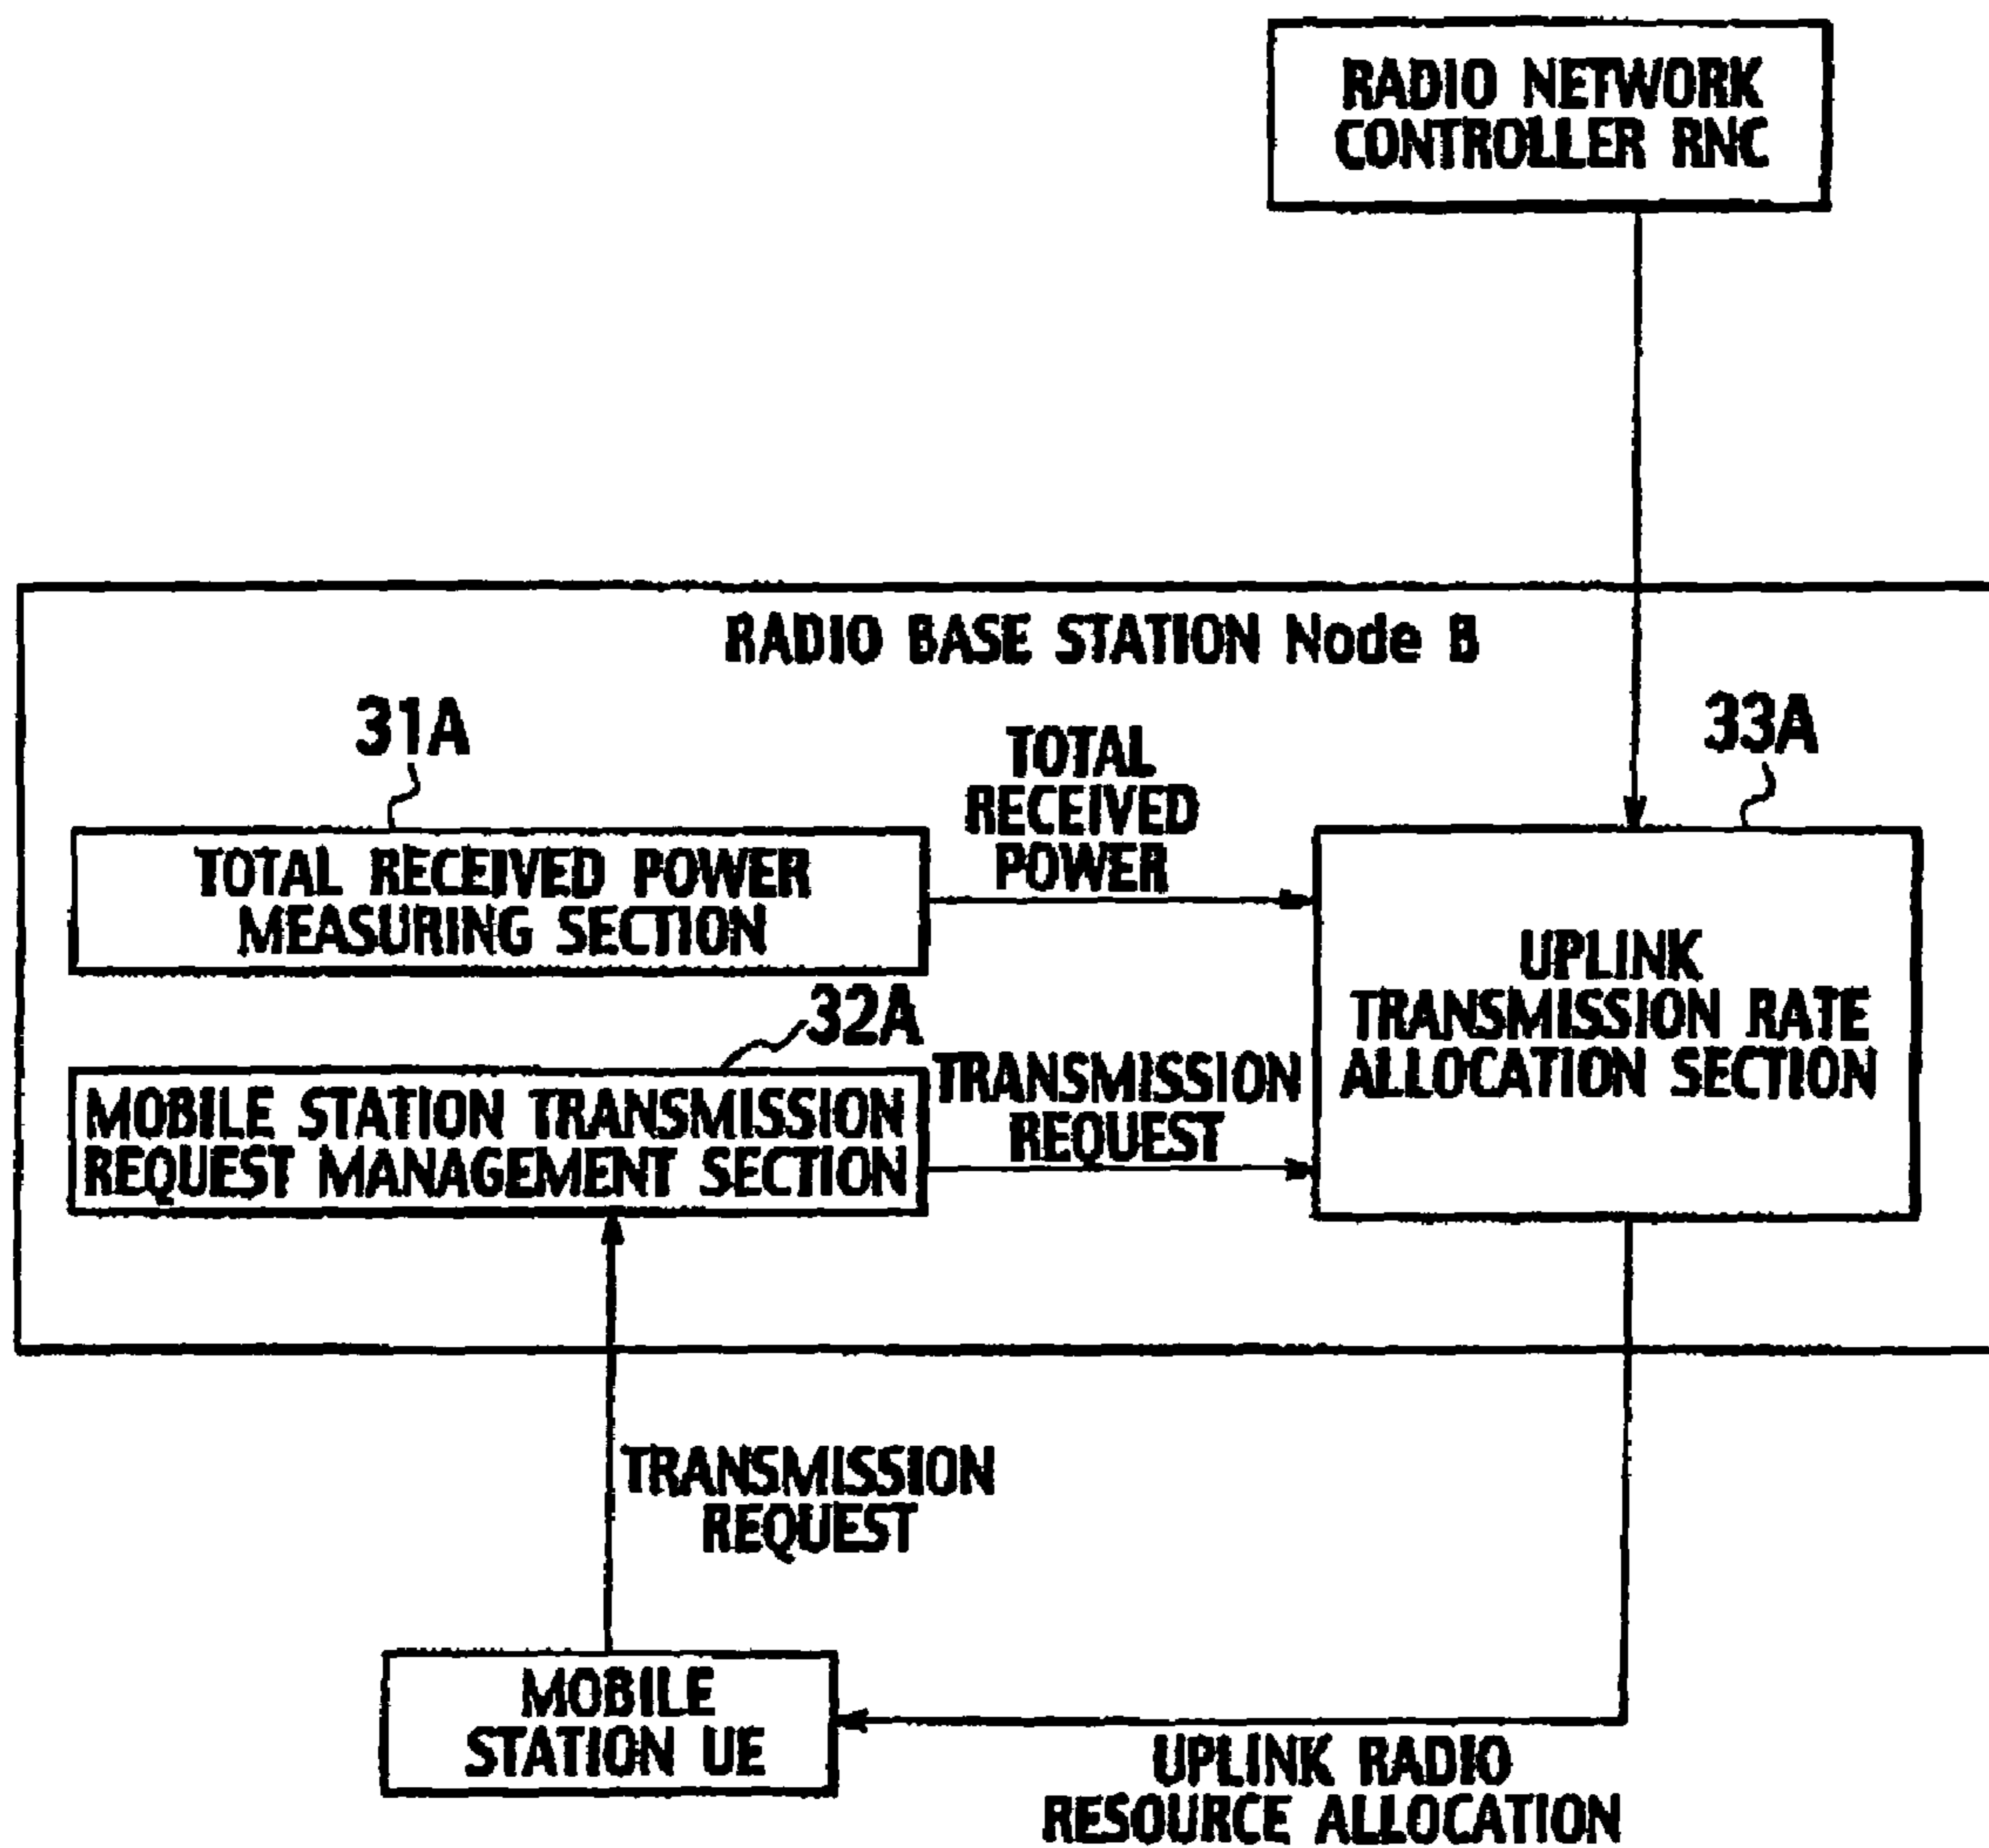 RADIO NETWORK
CONTROLLER RNC
RADIO BASE STATION Node B
31A
TOTAL
RECEIVED
POWER
33A
TOTAL RECEIVED POWER
MEASURING SECTION
UPLINK
TRANSMISSION RATE
ALLOCATION SECTION
32A
MOBILE STATION TRANSMISSION
REQUEST MANAGEMENT SECTION
TRANSMISSION
REQUEST
TRANSMISSION
REQUEST
MOBILE
STATION UE
UPLINK RADIO
RESOURCE ALLOCATION